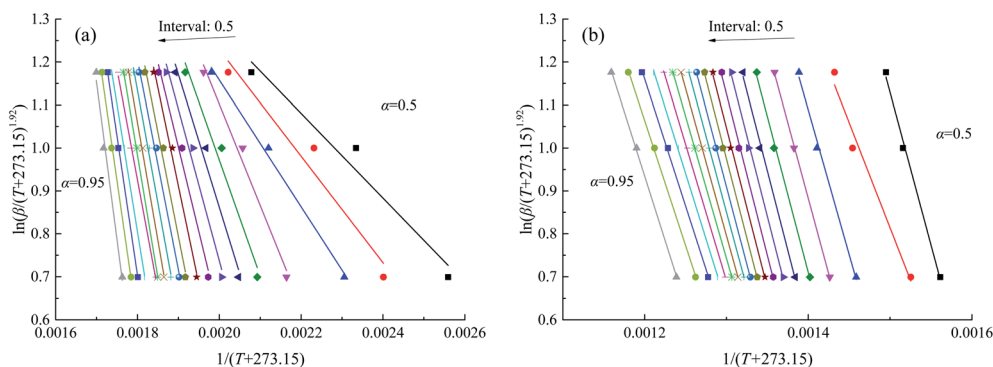 (a)
Interval: 0.5
α=0.5
α=0.95
ln(β/(T+273.15)^1.92)
1.3
1.2
1.1
1.0
0.9
0.8
0.7
0.6
0.0016 0.0018 0.0020 0.0022 0.0024 0.0026
1/(T+273.15)
(b)
Interval: 0.5
α=0.5
α=0.95
ln(β/(T+273.15)^1.92)
1.3
1.2
1.1
1.0
0.9
0.8
0.7
0.6
0.0012 0.0014 0.0016
1/(T+273.15)